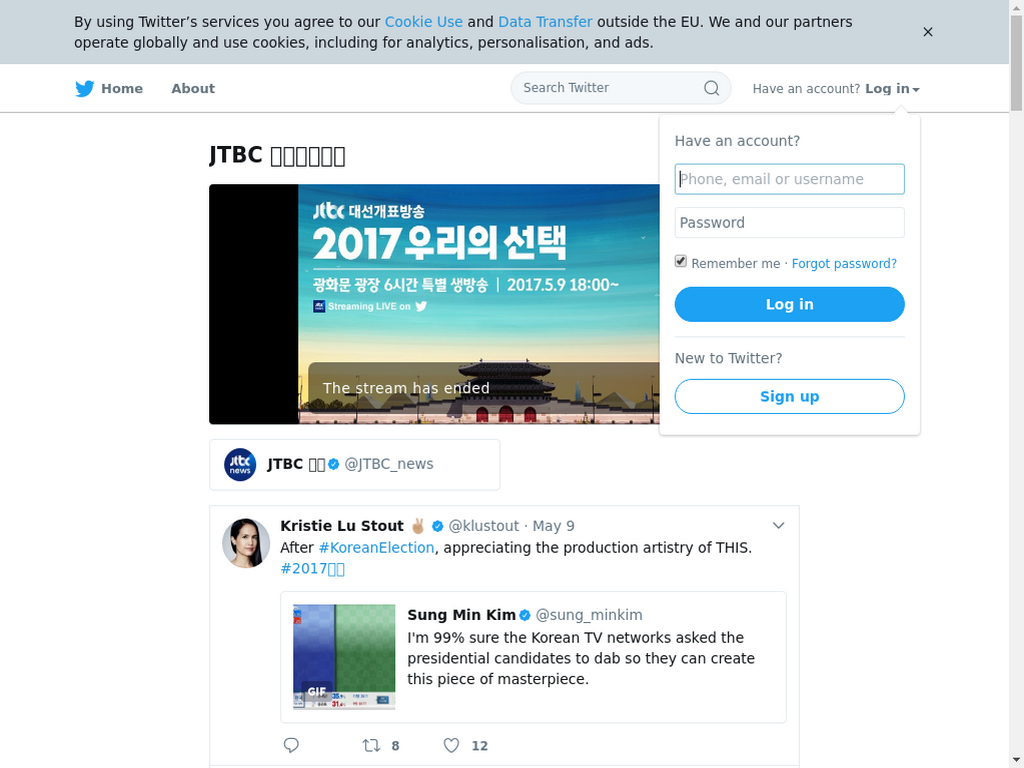 By using Twitter’s services you agree to our Cookie Use and Data Transfer outside the EU. We and our partners
operate globally and use cookies, including for analytics, personalisation, and ads.
Home
About
Search Twitter
Have an account? Log in
JTBC
Have an account?
Phone, email or username
Password
Remember me · Forgot password?
Log in
New to Twitter?
Sign up
jtbc 대선개표방송
2017 우리의 선택
광화문 광장 6시간 특별 생방송 | 2017.5.9 18:00~
Streaming LIVE on
The stream has ended
jtbc
news
JTBC @JTBC_news
Kristie Lu Stout ✌🏼 @klustout · May 9
After #KoreanElection, appreciating the production artistry of THIS.
#2017
Sung Min Kim @sung_minkim
I'm 99% sure the Korean TV networks asked the
presidential candidates to dab so they can create
this piece of masterpiece.
GIF
8
12